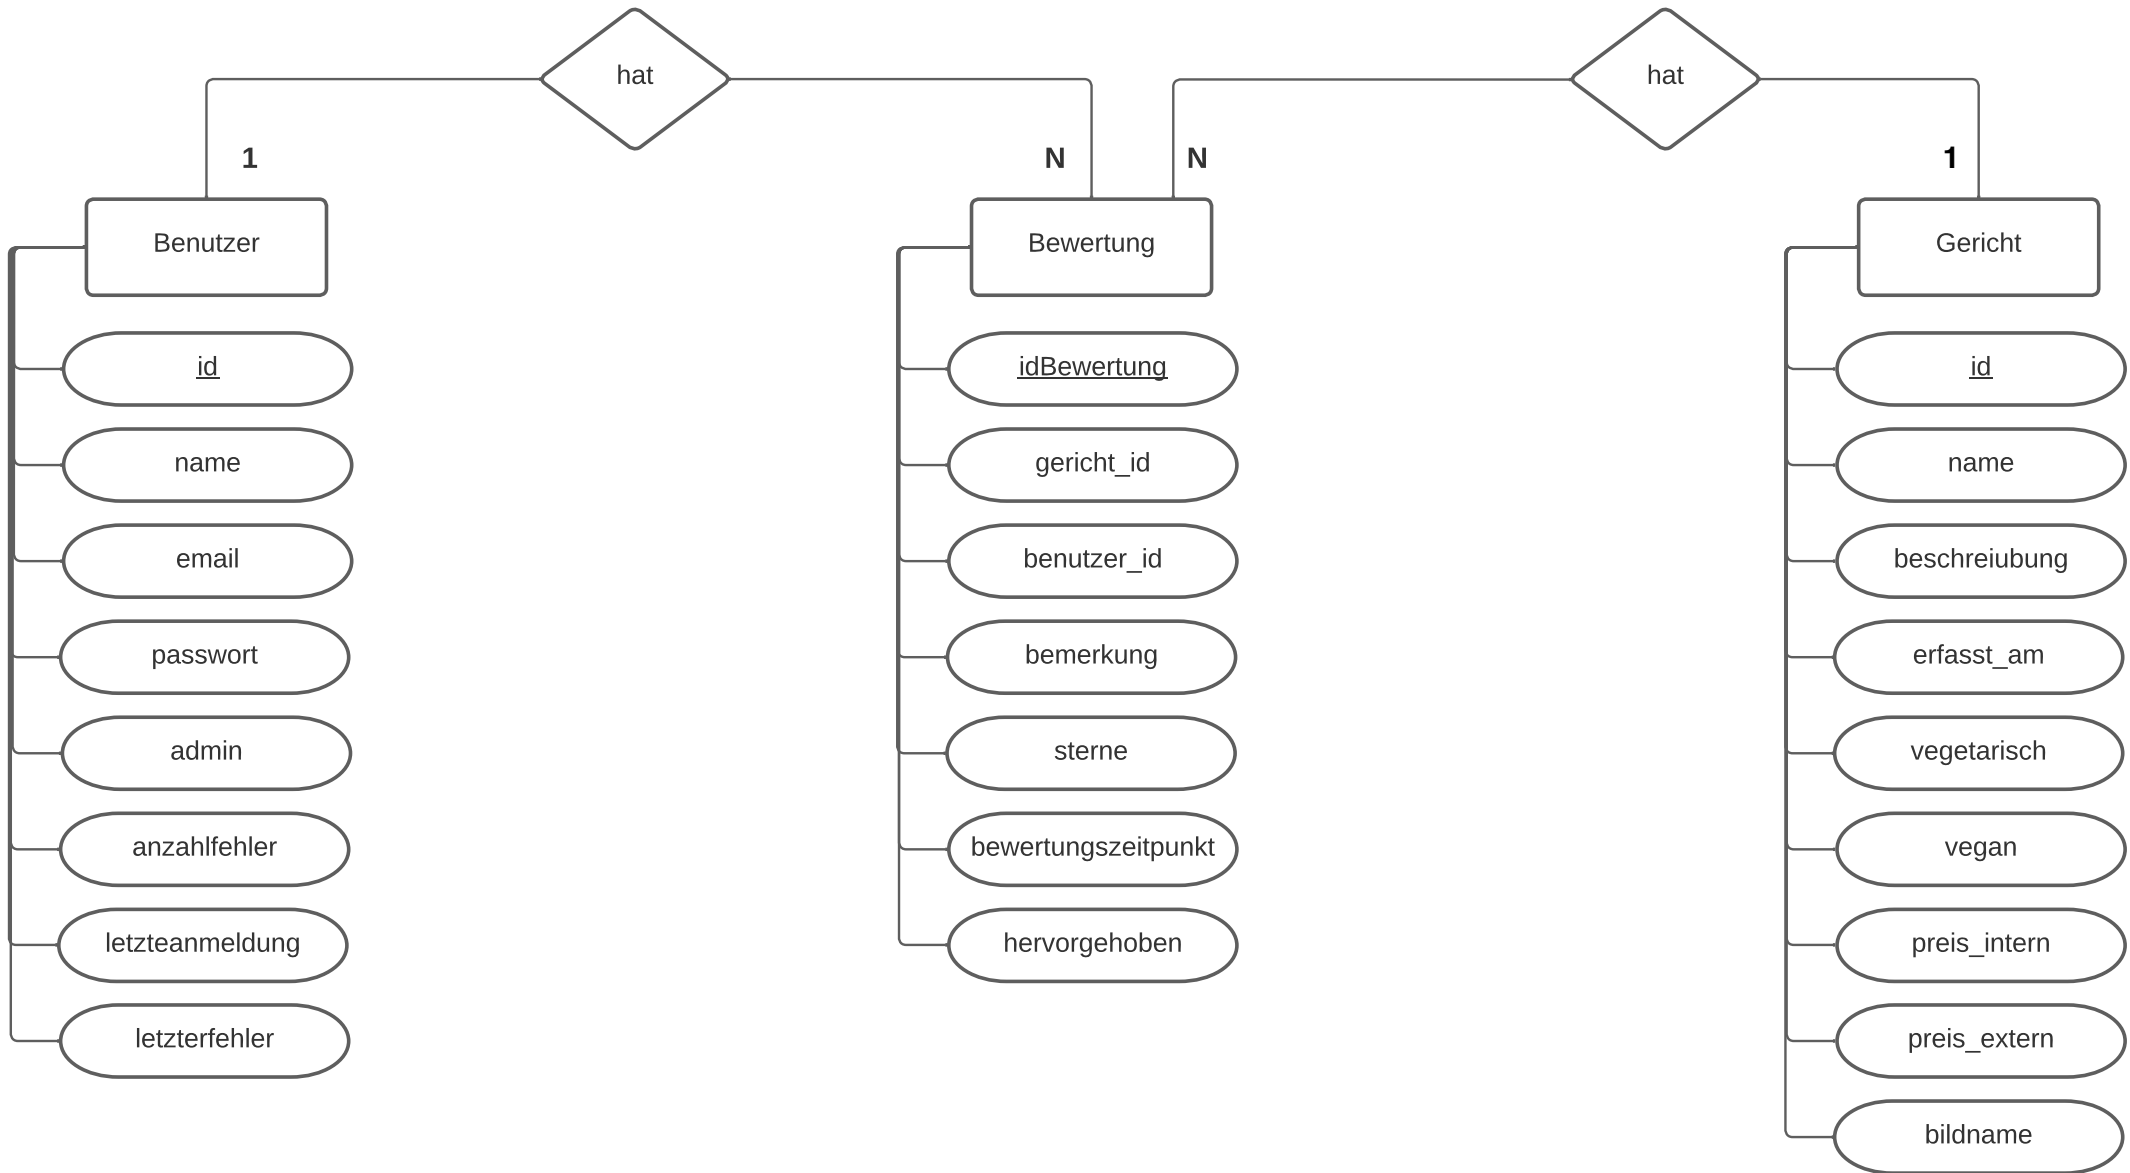 hat
hat
1
N
N
1
Benutzer
Bewertung
Gericht
id
name
email
passwort
admin
anzahlfehler
letzteanmeldung
letzterfehler
idBewertung
gericht_id
benutzer_id
bemerkung
sterne
bewertungszeitpunkt
hervorgehoben
id
name
beschreiubung
erfasst_am
vegetarisch
vegan
preis_intern
preis_extern
bildname